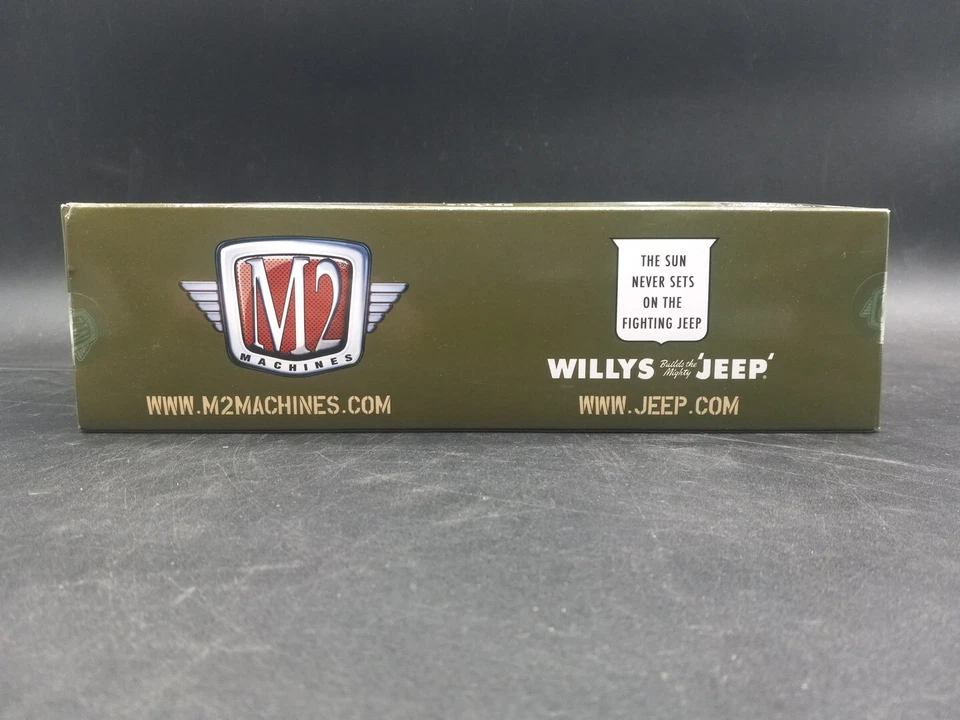 M2
MACHINES
WWW.M2MACHINES.COM
THE SUN
NEVER SETS
ON THE
FIGHTING JEEP
WILLYS Builds the Mighty 'JEEP'
WWW.JEEP.COM